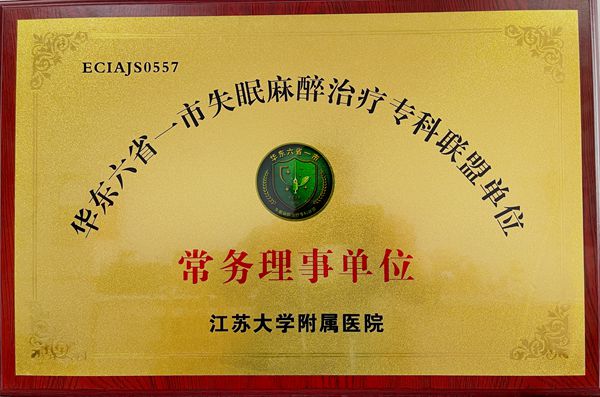 ECIAJS0557
华东六省一市失眠麻醉治疗专科联盟单位
华东六省一市
常务理事单位
江苏大学附属医院